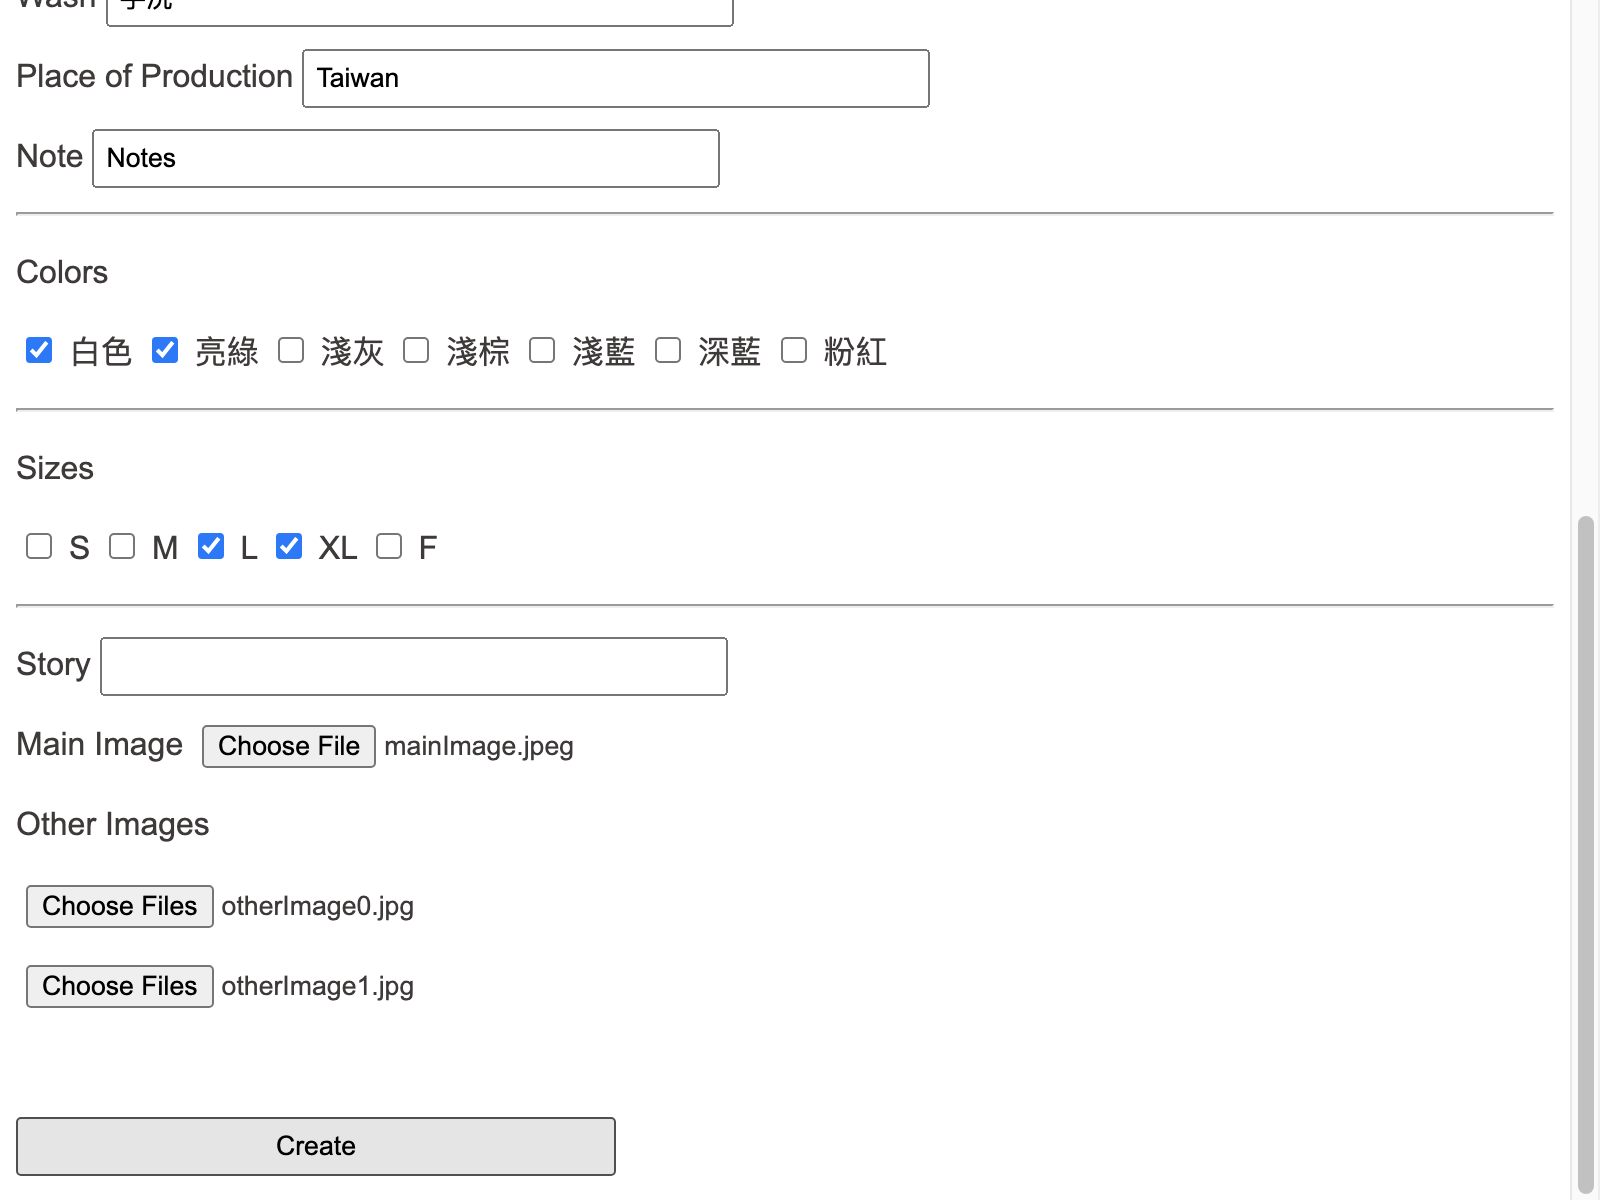 Wash 手洗
Place of Production Taiwan
Note Notes
Colors
白色 亮綠 淺灰 淺棕 淺藍 深藍 粉紅
Sizes
S M L XL F
Story
Main Image Choose File mainImage.jpeg
Other Images
Choose Files otherImage0.jpg
Choose Files otherImage1.jpg
Create